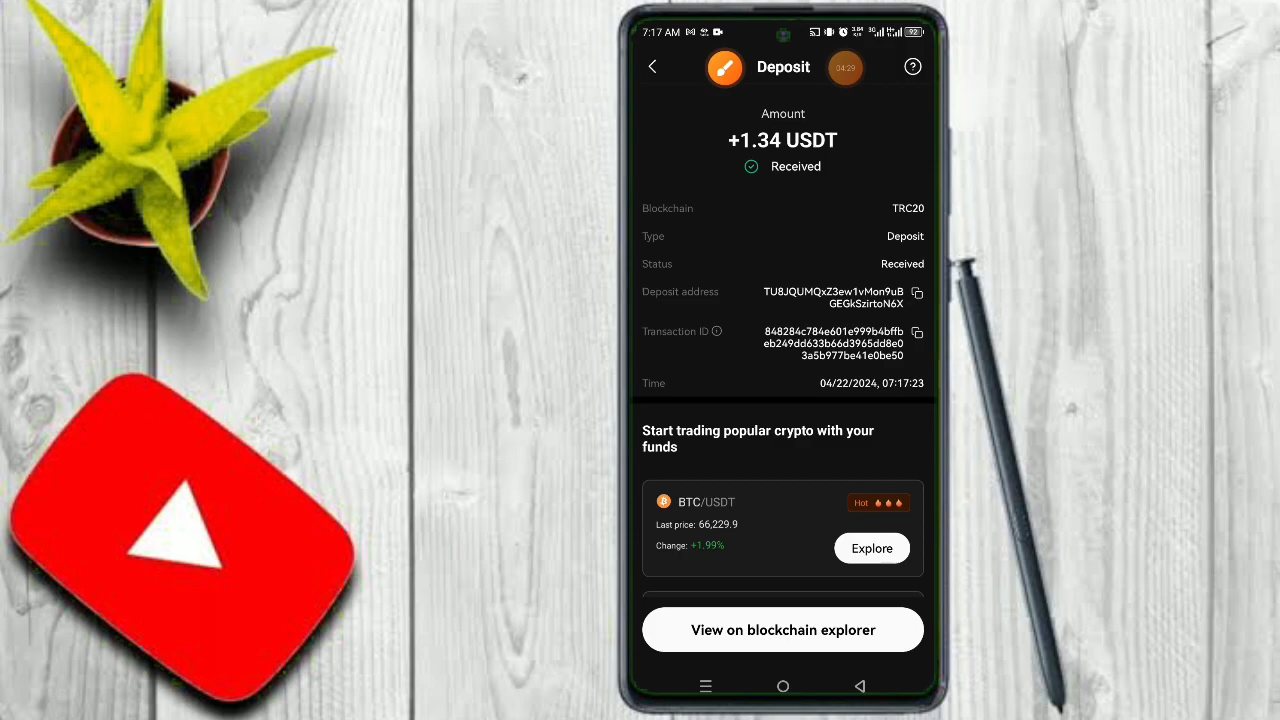 7:17 AM
92
Deposit
04:29
Amount
+1.34 USDT
Received
Blockchain TRC20
Type Deposit
Status Received
Deposit address TU8JQUMQxZ3ew1vMon9uB
GEGkSzirtoN6X
Transaction ID 848284c784e601e999b4bffb
eb249dd633b66d3965dd8e0
3a5b977be41e0be50
Time 04/22/2024, 07:17:23
Start trading popular crypto with your
funds
BTC/USDT Hot
Last price: 66,229.9
Change: +1.99%
Explore
View on blockchain explorer